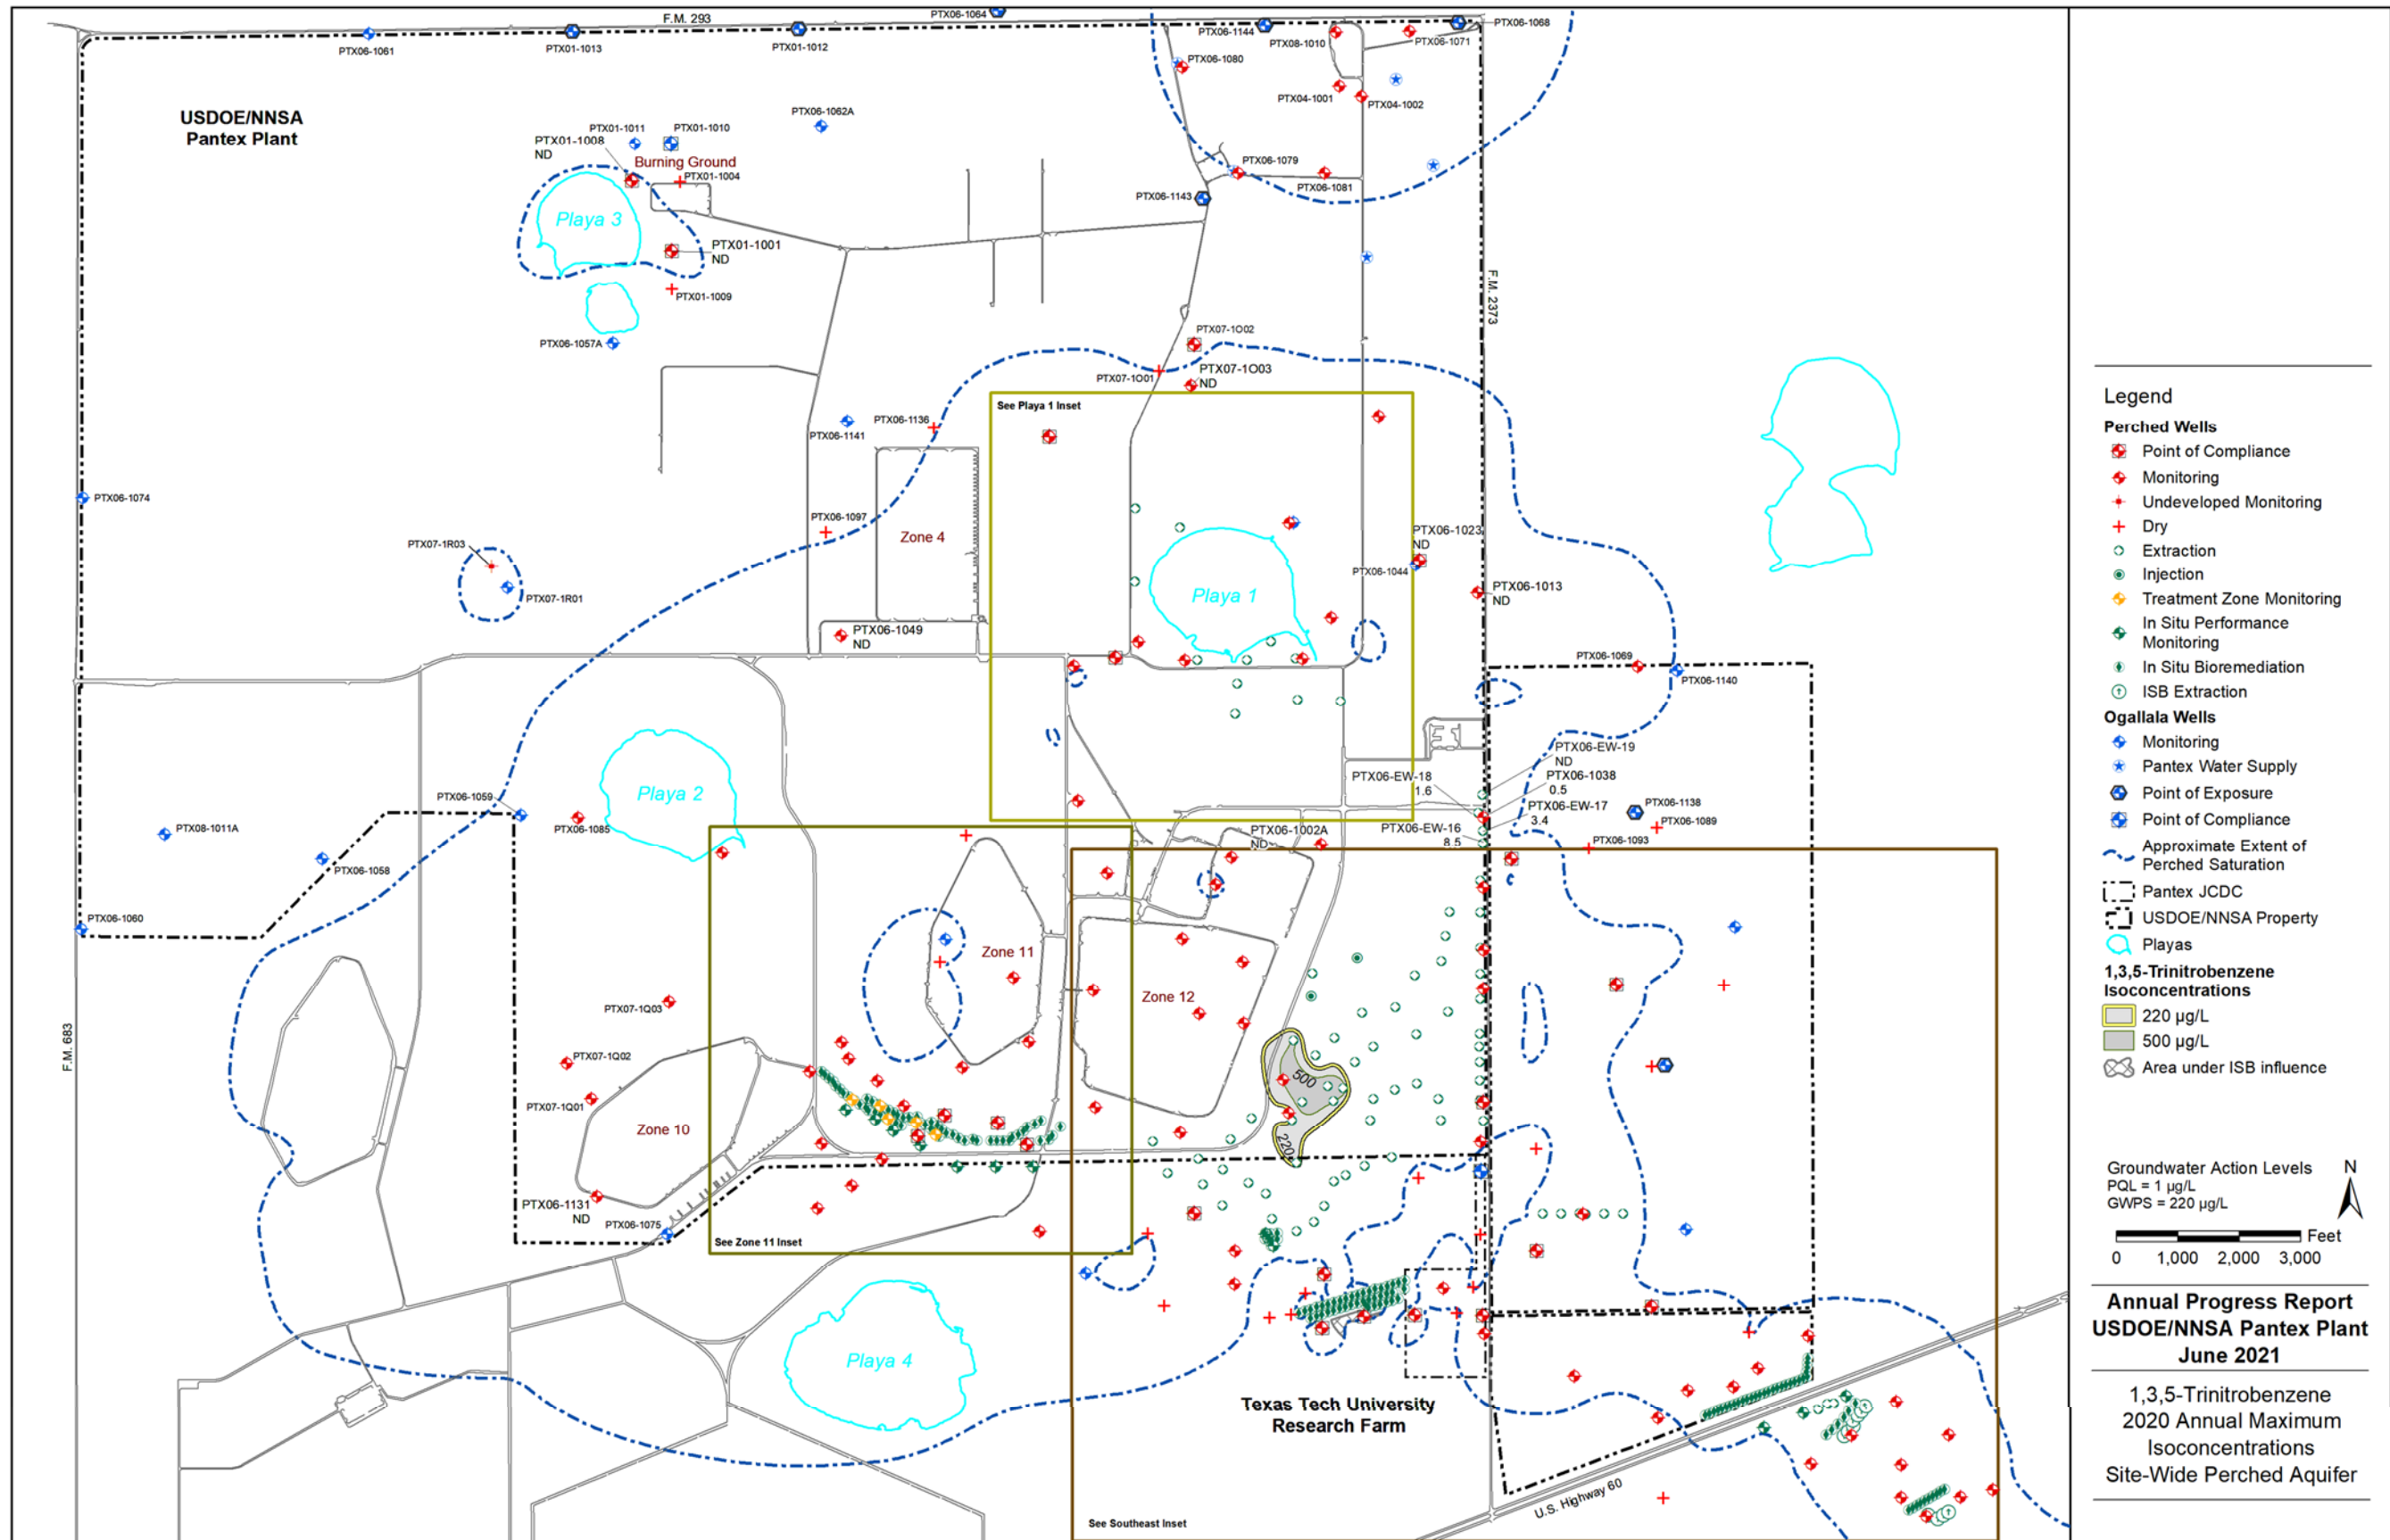 F.M. 293
PTX06-1064
PTX06-1061
PTX01-1013
PTX01-1012
PTX06-1144
PTX08-1010
PTX06-1071
PTX06-1068
PTX06-1080
PTX04-1001
PTX04-1002
USDOE/NNSA
Pantex Plant
PTX06-1062A
PTX01-1011
PTX01-1010
PTX01-1008
ND
Burning Ground
PTX01-1004
PTX06-1079
PTX06-1081
PTX06-1143
Playa 3
PTX01-1001
ND
PTX01-1009
F.M. 2373
PTX06-1057A
PTX07-1O02
PTX07-1O01
PTX07-1O03
ND
See Playa 1 Inset
PTX06-1136
PTX06-1141
PTX06-1074
PTX06-1097
Zone 4
PTX07-1R03
PTX07-1R01
PTX06-1023
ND
PTX06-1044
PTX06-1013
ND
Playa 1
PTX06-1049
ND
PTX06-1069
PTX06-1140
Playa 2
PTX06-1059
PTX06-1085
PTX08-1011A
PTX06-1058
PTX06-1060
PTX06-EW-19
ND
PTX06-EW-18
1.6
PTX06-1038
0.5
PTX06-EW-17
3.4
PTX06-EW-16
8.5
PTX06-1138
PTX06-1089
PTX06-1093
PTX06-1002A
ND
Zone 11
Zone 12
PTX07-1Q03
PTX07-1Q02
PTX07-1Q01
F.M. 683
Zone 10
500
220
PTX06-1131
ND
PTX06-1075
See Zone 11 Inset
Playa 4
Texas Tech University
Research Farm
U.S. Highway 60
See Southeast Inset
Legend
Perched Wells
Point of Compliance
Monitoring
Undeveloped Monitoring
Dry
Extraction
Injection
Treatment Zone Monitoring
In Situ Performance
Monitoring
In Situ Bioremediation
ISB Extraction
Ogallala Wells
Monitoring
Pantex Water Supply
Point of Exposure
Point of Compliance
Approximate Extent of
Perched Saturation
Pantex JCDC
USDOE/NNSA Property
Playas
1,3,5-Trinitrobenzene
Isoconcentrations
220 µg/L
500 µg/L
Area under ISB influence
Groundwater Action Levels
PQL = 1 µg/L
GWPS = 220 µg/L
N
Feet
0 1,000 2,000 3,000
Annual Progress Report
USDOE/NNSA Pantex Plant
June 2021
1,3,5-Trinitrobenzene
2020 Annual Maximum
Isoconcentrations
Site-Wide Perched Aquifer